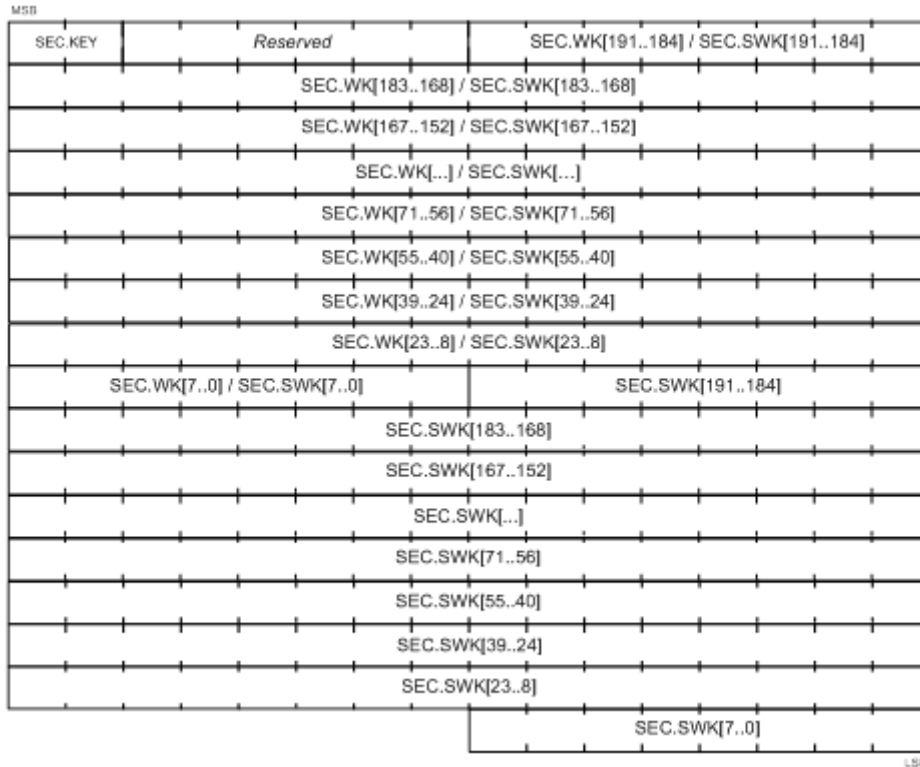 MSB
SEC.KEY Reserved SEC.WK[191..184] / SEC.SWK[191..184]
SEC.WK[183..168] / SEC.SWK[183..168]
SEC.WK[167..152] / SEC.SWK[167..152]
SEC.WK[...] / SEC.SWK[...]
SEC.WK[71..56] / SEC.SWK[71..56]
SEC.WK[55..40] / SEC.SWK[55..40]
SEC.WK[39..24] / SEC.SWK[39..24]
SEC.WK[23..8] / SEC.SWK[23..8]
SEC.WK[7..0] / SEC.SWK[7..0] SEC.SWK[191..184]
SEC.SWK[183..168]
SEC.SWK[167..152]
SEC.SWK[...]
SEC.SWK[71..56]
SEC.SWK[55..40]
SEC.SWK[39..24]
SEC.SWK[23..8]
SEC.SWK[7..0]